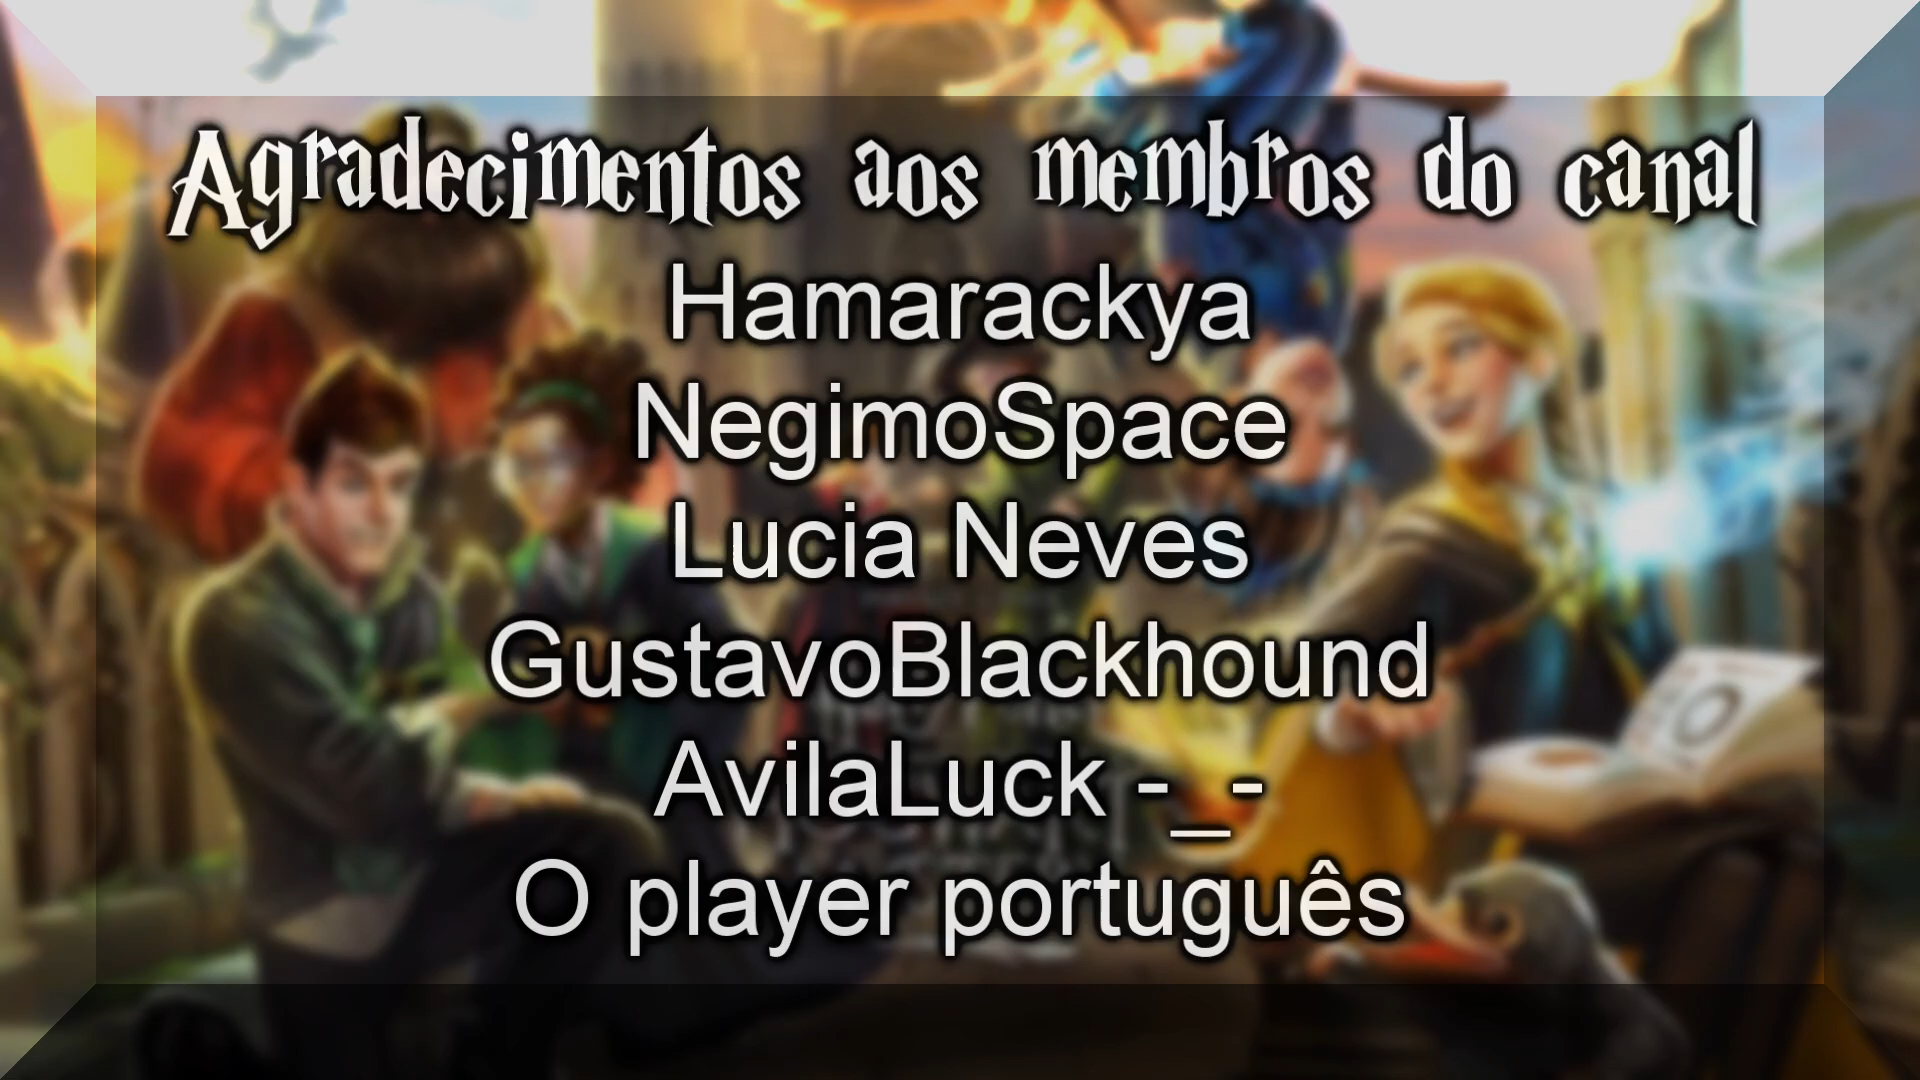 Agradecimentos aos membros do canal
Hamarackya
NegimoSpace
Lucia Neves
GustavoBlackhound
AvilaLuck -_-
O player português